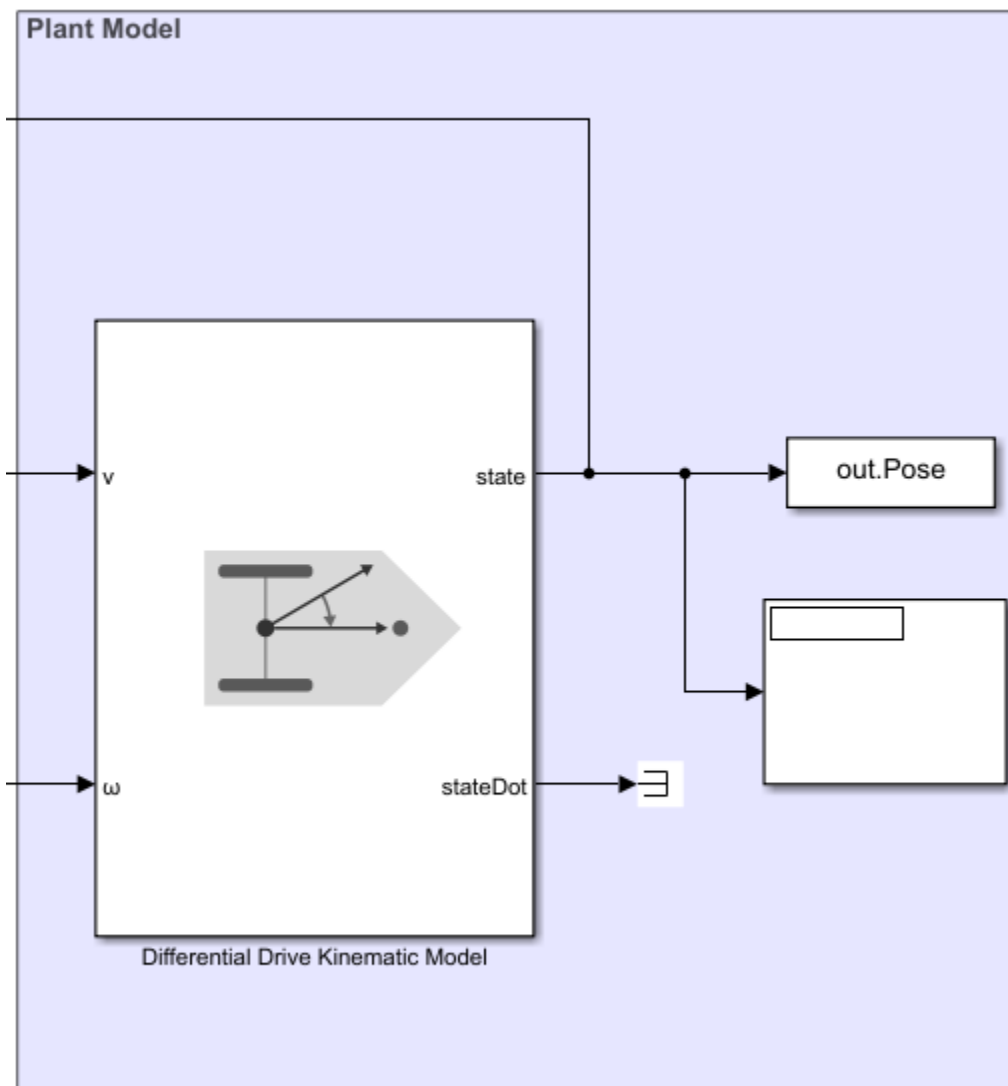 Plant Model
v
state
out.Pose
ω
stateDot
Differential Drive Kinematic Model